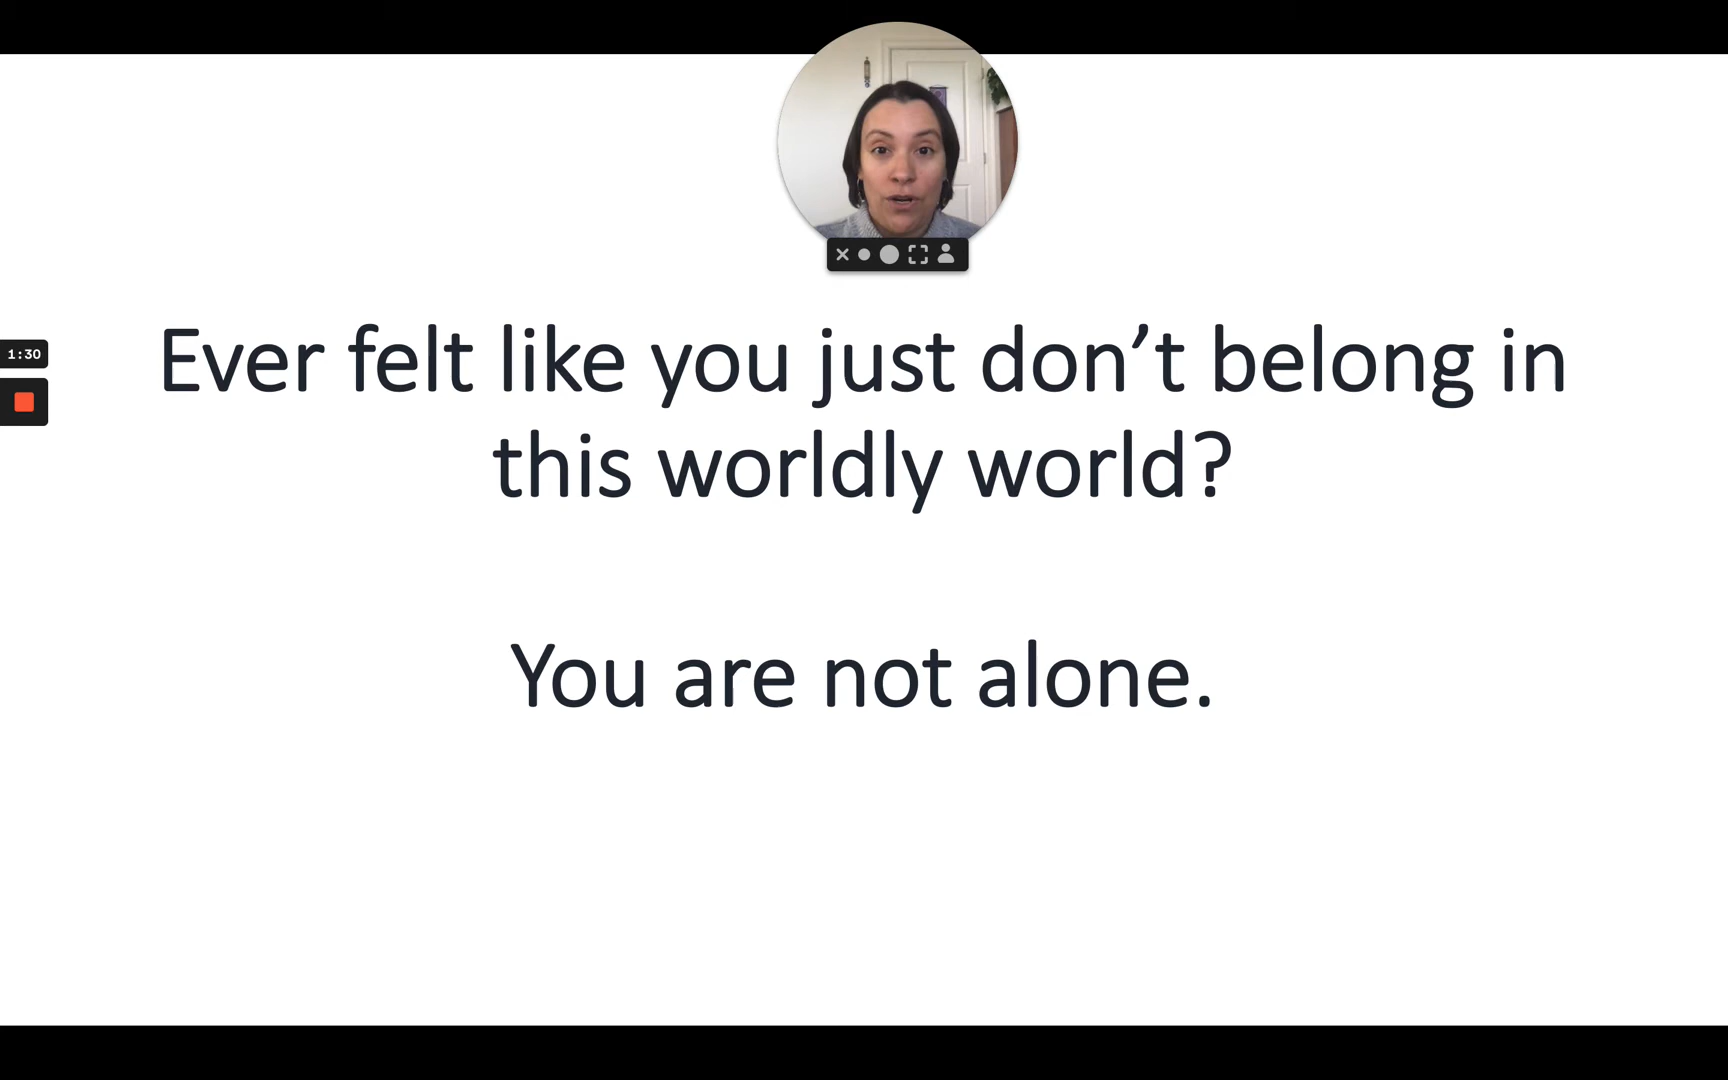 1:30
Ever felt like you just don’t belong in
this worldly world?
You are not alone.